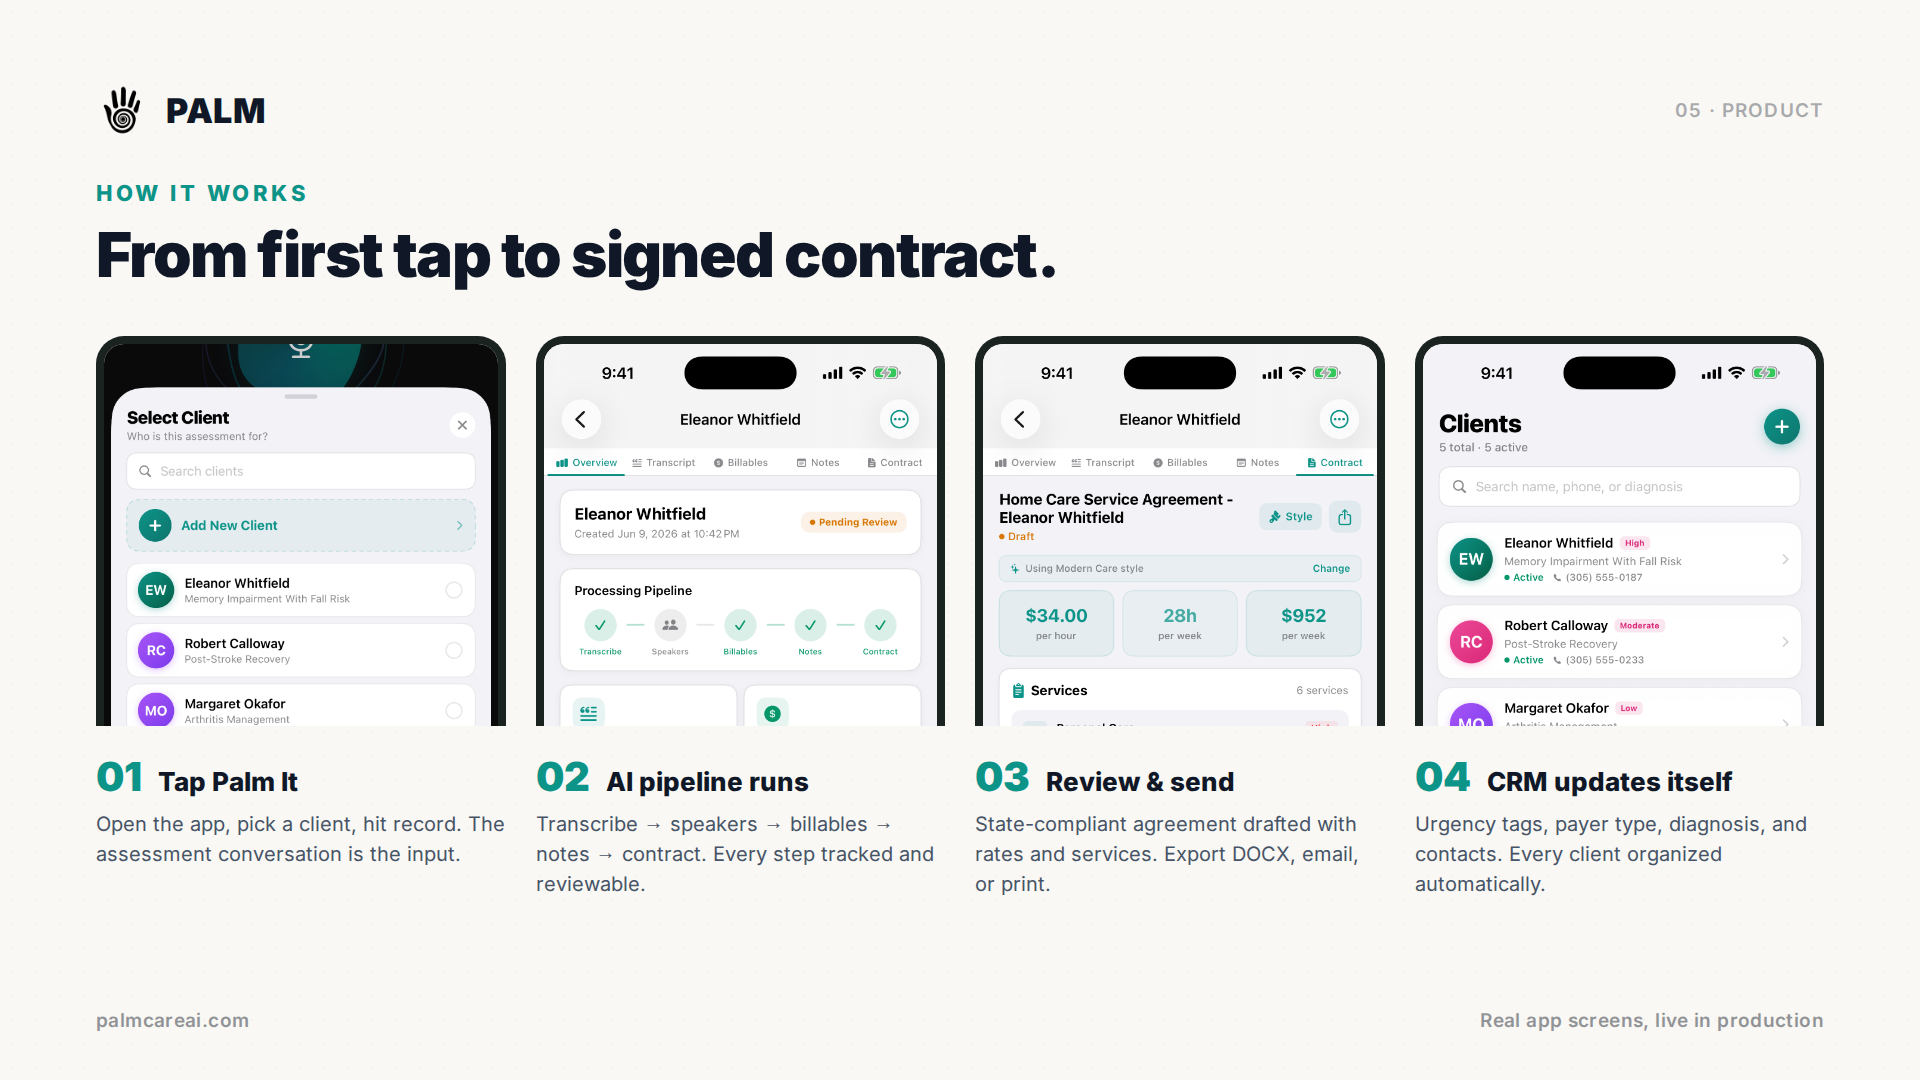 PALM
05 · PRODUCT
HOW IT WORKS
From first tap to signed contract.
Select Client
Who is this assessment for?
Search clients
Add New Client
EW
Eleanor Whitfield
Memory Impairment With Fall Risk
RC
Robert Calloway
Post-Stroke Recovery
MO
Margaret Okafor
Arthritis Management
9:41
Eleanor Whitfield
Overview Transcript Billables Notes Contract
Eleanor Whitfield
Created Jun 9, 2026 at 10:42 PM
Pending Review
Processing Pipeline
Transcribe Speakers Billables Notes Contract
9:41
Eleanor Whitfield
Overview Transcript Billables Notes Contract
Home Care Service Agreement -
Eleanor Whitfield
Draft
Style
Using Modern Care style
Change
$34.00 28h $952
per hour per week per week
Services
6 services
9:41
Clients
5 total · 5 active
Search name, phone, or diagnosis
EW
Eleanor Whitfield High
Memory Impairment With Fall Risk
Active (305) 555-0187
RC
Robert Calloway Moderate
Post-Stroke Recovery
Active (305) 555-0233
MO
Margaret Okafor Low
Arthritis Management
01 Tap Palm It
Open the app, pick a client, hit record. The
assessment conversation is the input.
02 AI pipeline runs
Transcribe → speakers → billables →
notes → contract. Every step tracked and
reviewable.
03 Review & send
State-compliant agreement drafted with
rates and services. Export DOCX, email,
or print.
04 CRM updates itself
Urgency tags, payer type, diagnosis, and
contacts. Every client organized
automatically.
palmcareai.com
Real app screens, live in production